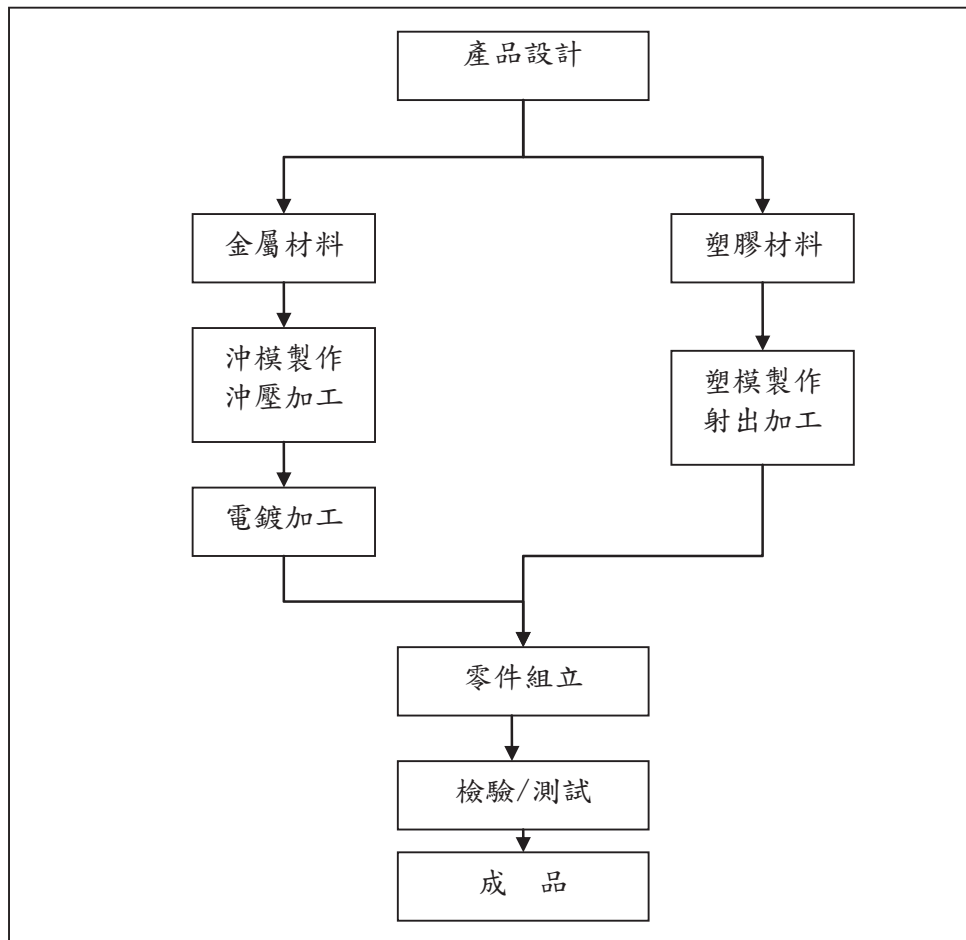 產品設計
金屬材料
塑膠材料
沖模製作
沖壓加工
塑模製作
射出加工
電鍍加工
零件組立
檢驗/測試
成 品